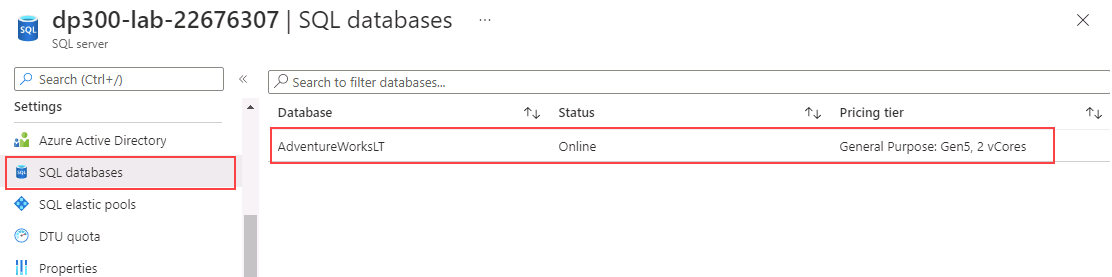 dp300-lab-22676307 | SQL databases ...
SQL
SQL server
Search (Ctrl+/)
«
Settings
Azure Active Directory
SQL databases
SQL elastic pools
DTU quota
Properties
Search to filter databases...
Database Status Pricing tier
AdventureWorksLT Online General Purpose: Gen5, 2 vCores